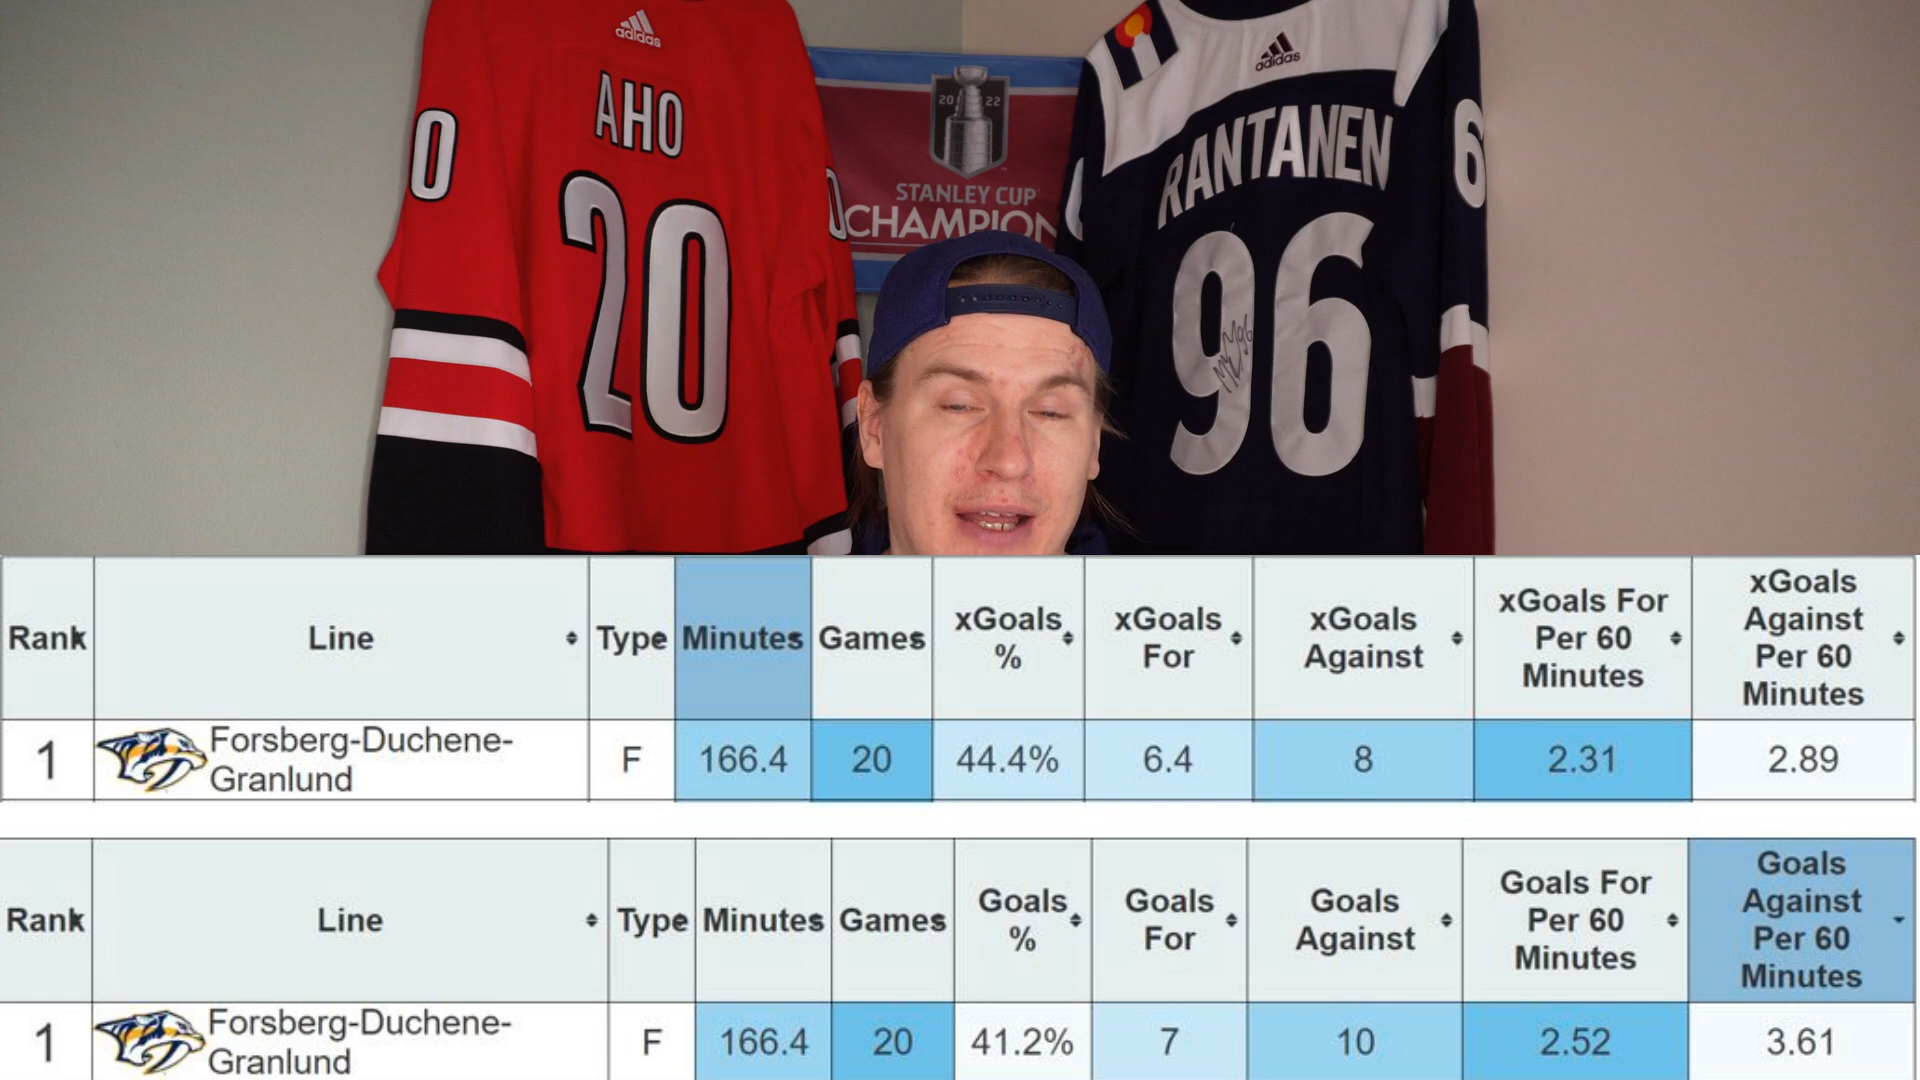 adidas
AHO
20
0
0
20 22
STANLEY CUP
CHAMPION
adidas
RANTANEN
96
6
Rank Line Type Minutes Games xGoals % xGoals For xGoals Against xGoals For Per 60 Minutes xGoals Against Per 60 Minutes
1 Forsberg-Duchene-Granlund F 166.4 20 44.4% 6.4 8 2.31 2.89
Rank Line Type Minutes Games Goals % Goals For Goals Against Goals For Per 60 Minutes Goals Against Per 60 Minutes
1 Forsberg-Duchene-Granlund F 166.4 20 41.2% 7 10 2.52 3.61